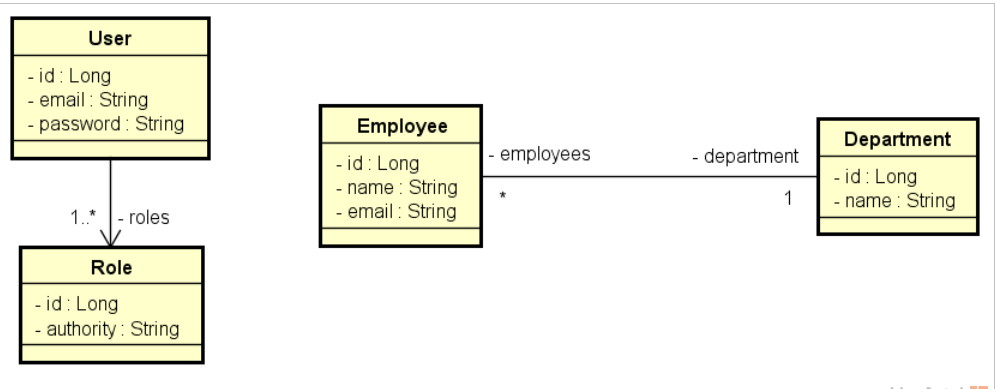 User
- id : Long
- email : String
- password : String
1..* - roles
Role
- id : Long
- authority : String
Employee
- id : Long
- name : String
- email : String
- employees
*
- department
1
Department
- id : Long
- name : String